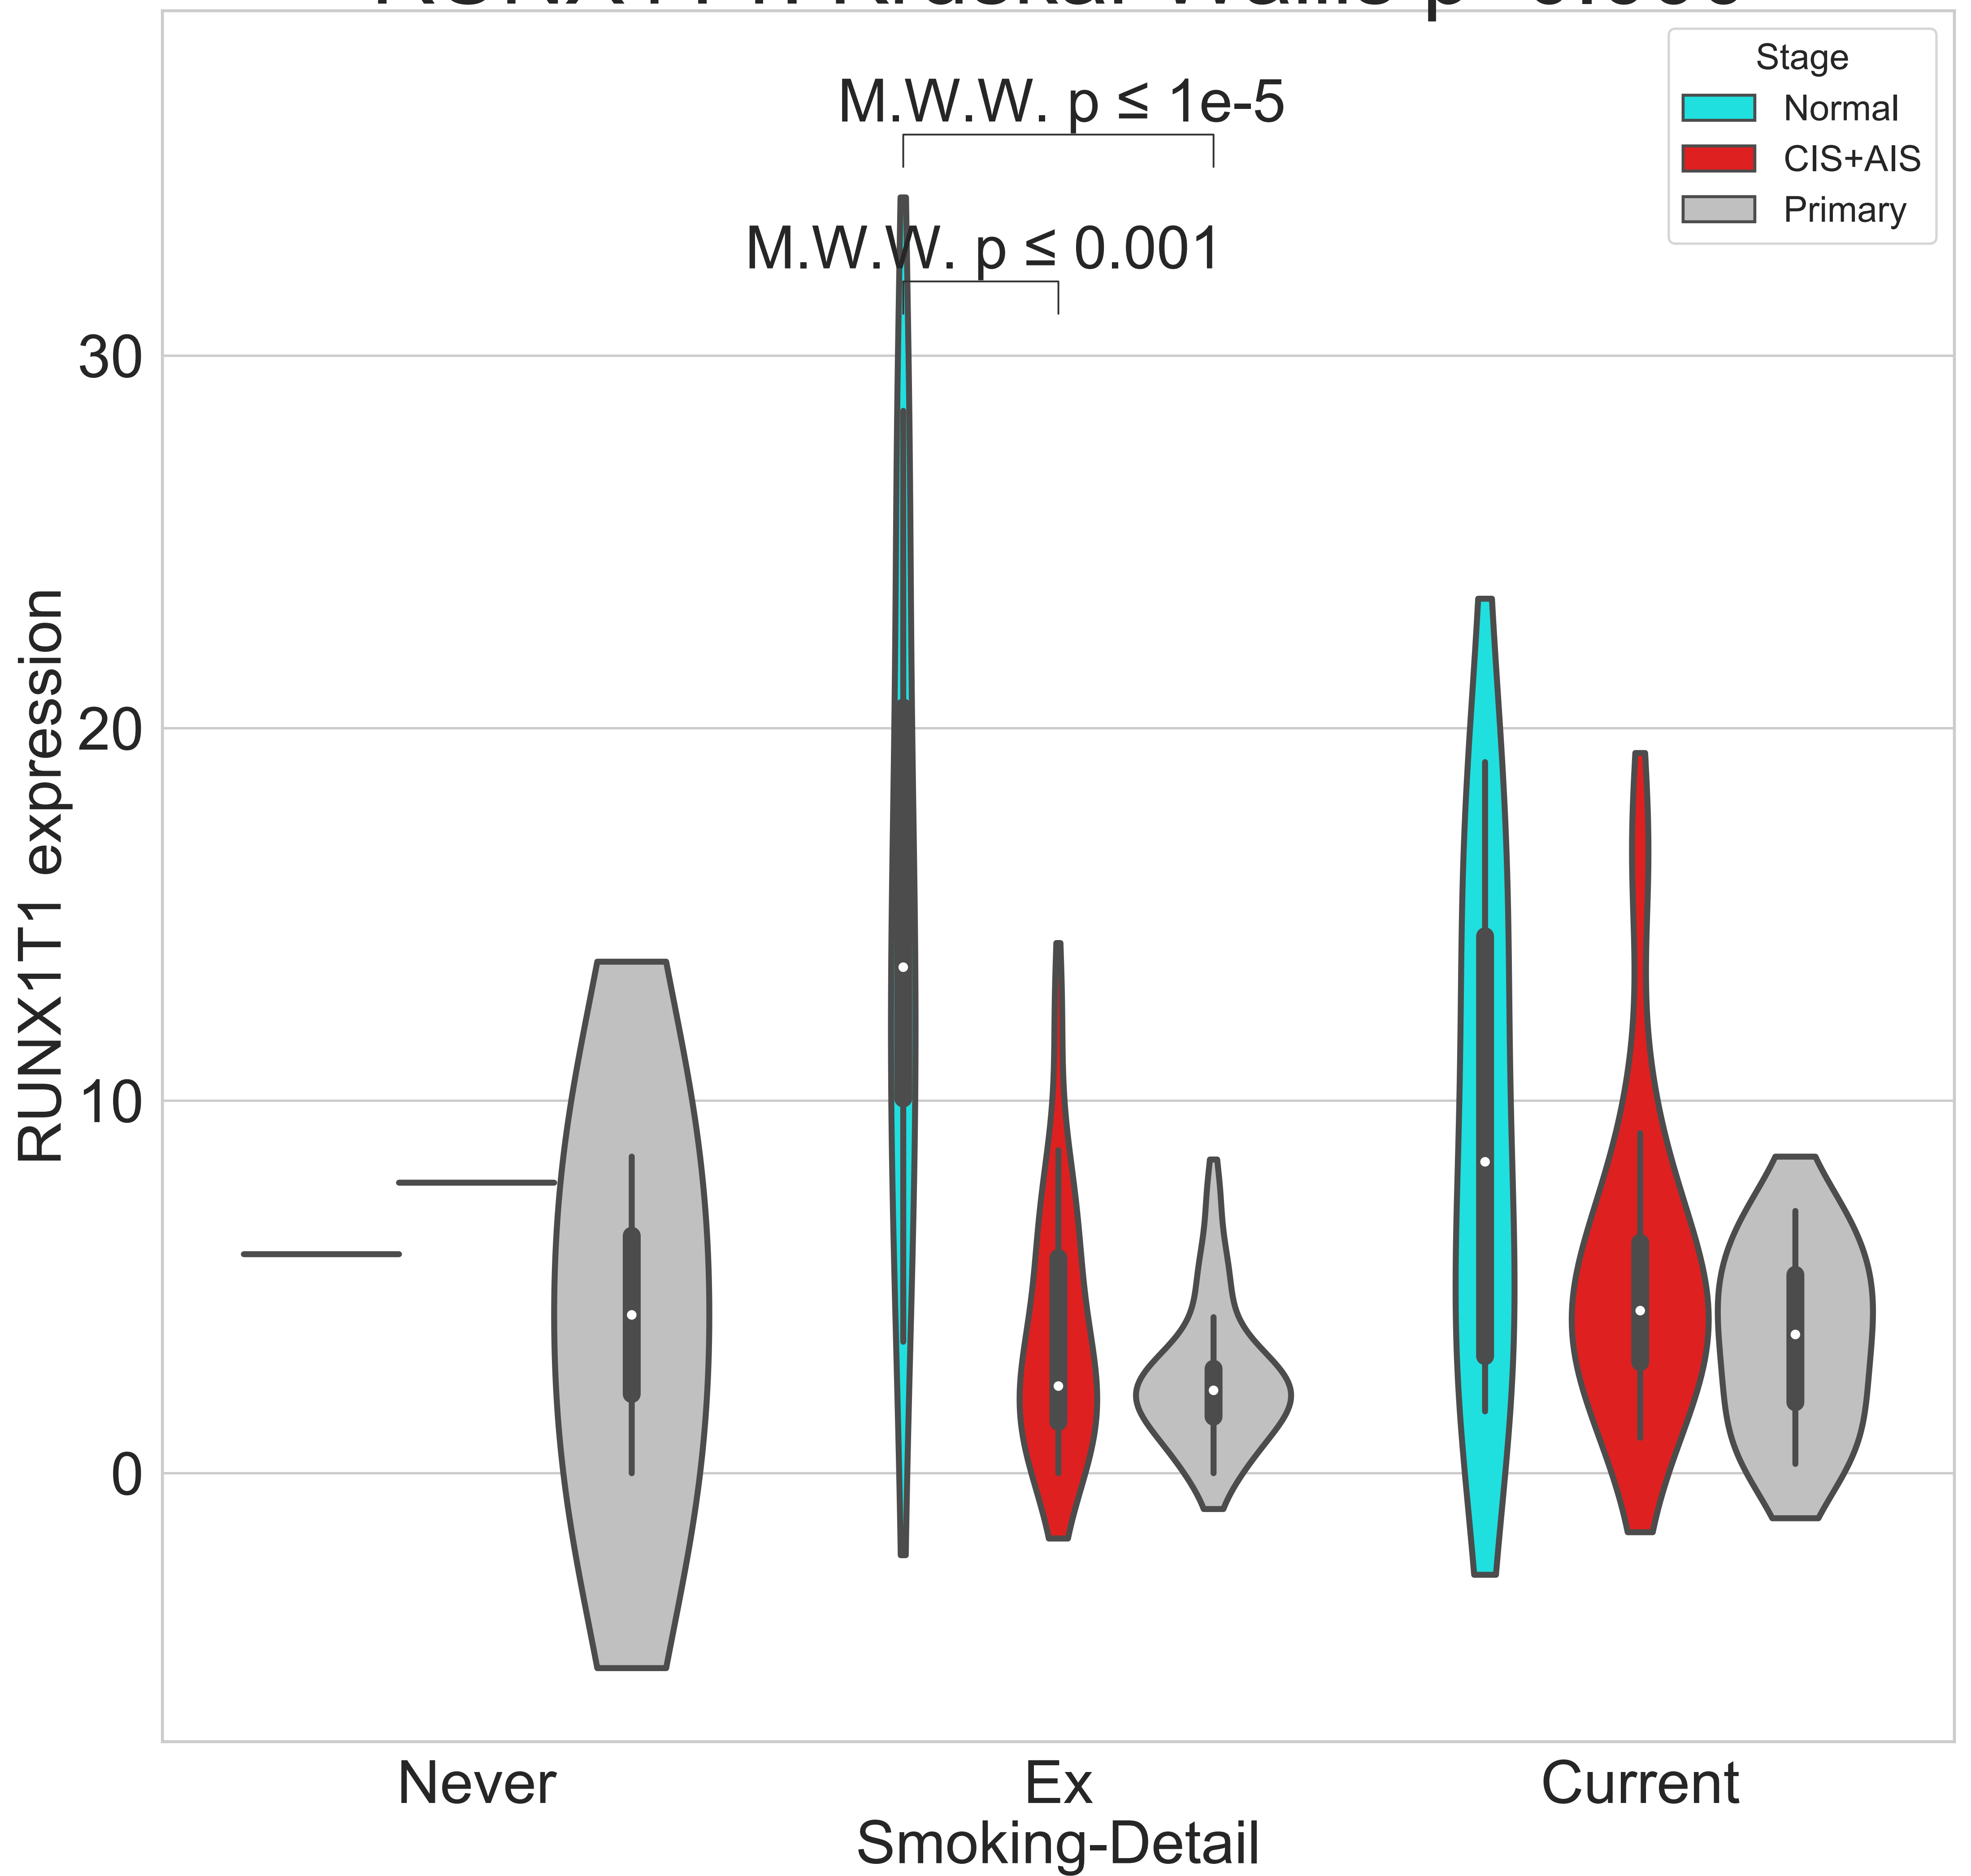 M.W.W. p ≤ 1e-5
M.W.W. p ≤ 0.001
Stage
Normal
CIS+AIS
Primary
RUNX1T1 expression
30
20
10
0
Never
Ex
Current
Smoking-Detail